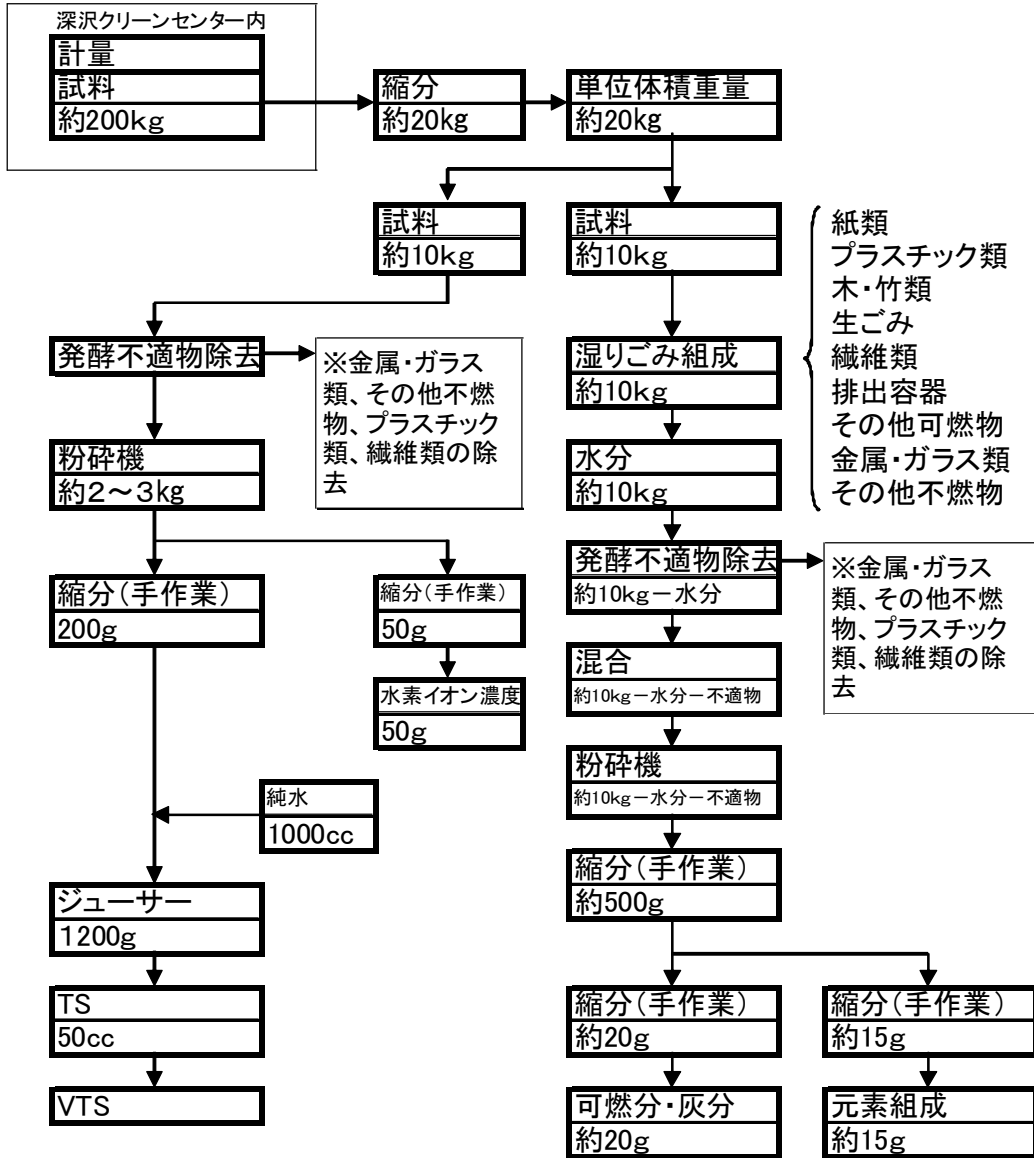 深沢クリーンセンター内
計量
試料
約200kg
縮分
約20kg
単位体積重量
約20kg
試料
約10kg
試料
約10kg
紙類
プラスチック類
木・竹類
生ごみ
繊維類
排出容器
その他可燃物
金属・ガラス類
その他不燃物
発酵不適物除去
※金属・ガラス
類、その他不燃
物、プラスチック
類、繊維類の除
去
湿りごみ組成
約10kg
粉砕機
約2～3kg
水分
約10kg
縮分(手作業)
200g
縮分(手作業)
50g
水素イオン濃度
50g
発酵不適物除去
約10kg－水分
※金属・ガラス
類、その他不燃
物、プラスチック
類、繊維類の除
去
混合
約10kg－水分－不適物
粉砕機
約10kg－水分－不適物
純水
1000cc
縮分(手作業)
約500g
ジューサー
1200g
TS
50cc
VTS
縮分(手作業)
約20g
縮分(手作業)
約15g
可燃分・灰分
約20g
元素組成
約15g